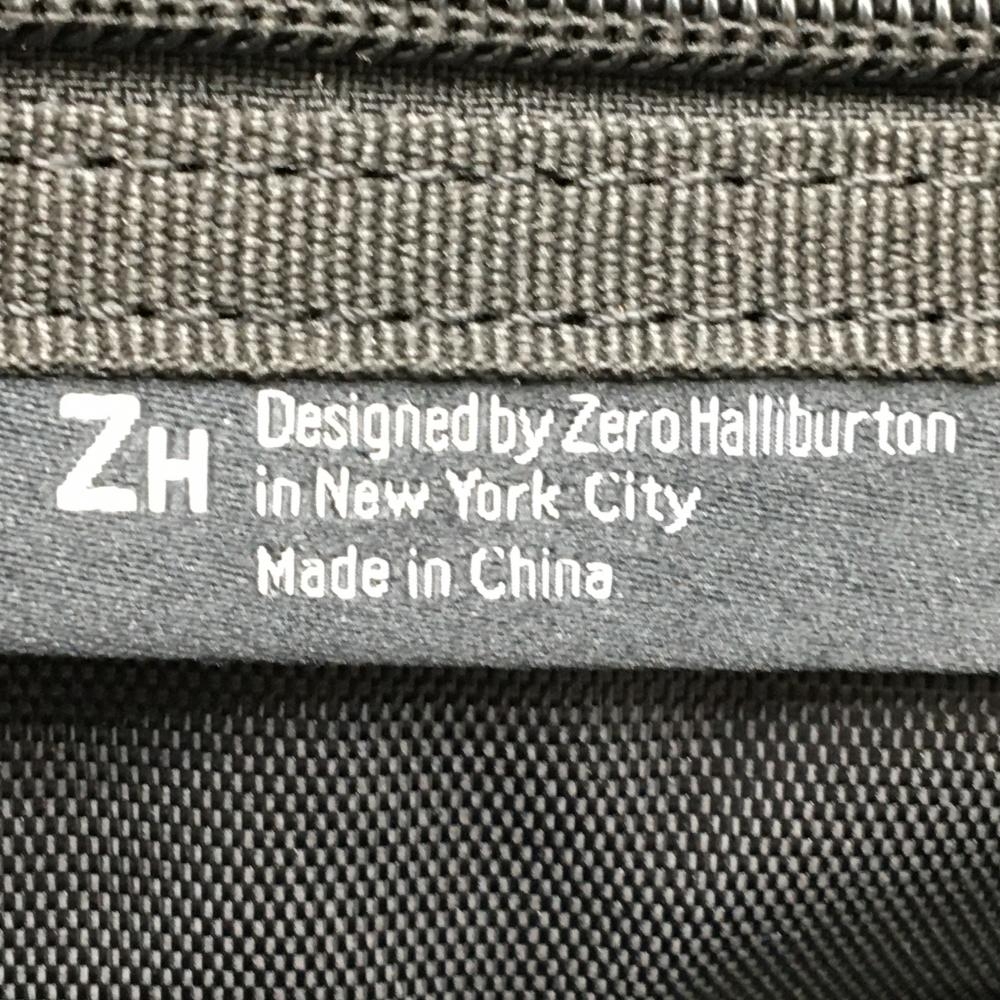 ZH
Designed by Zero Halliburton
in New York City
Made in China